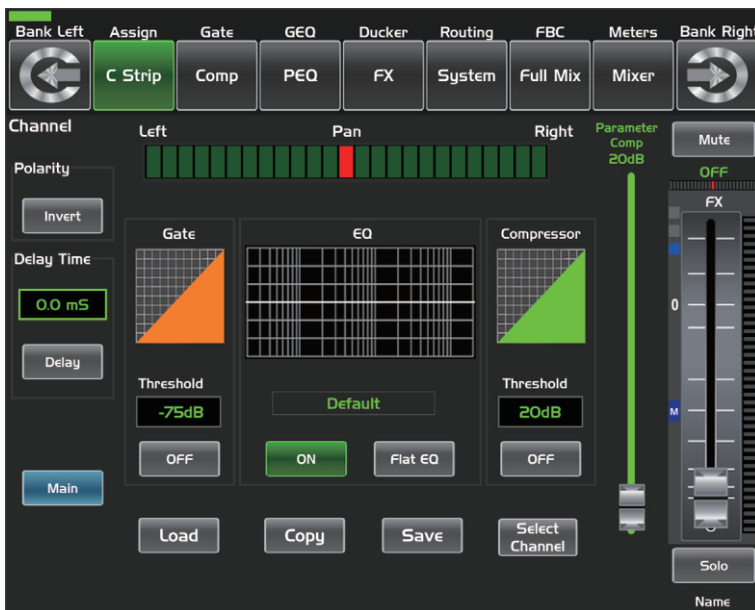 Bank Left Assign Gate GEQ Ducker Routing FBC Meters Bank Right
C Strip Comp PEQ FX System Full Mix Mixer
Channel
Left Pan Right
Parameter
Comp
20dB
Mute
OFF
FX
Polarity
Invert
Gate EQ Compressor
Delay Time
0.0 mS
0
Delay
Threshold Threshold
-75dB Default 20dB
M
OFF ON Flat EQ OFF
Main
Load Copy Save Select
Channel
Solo
Name